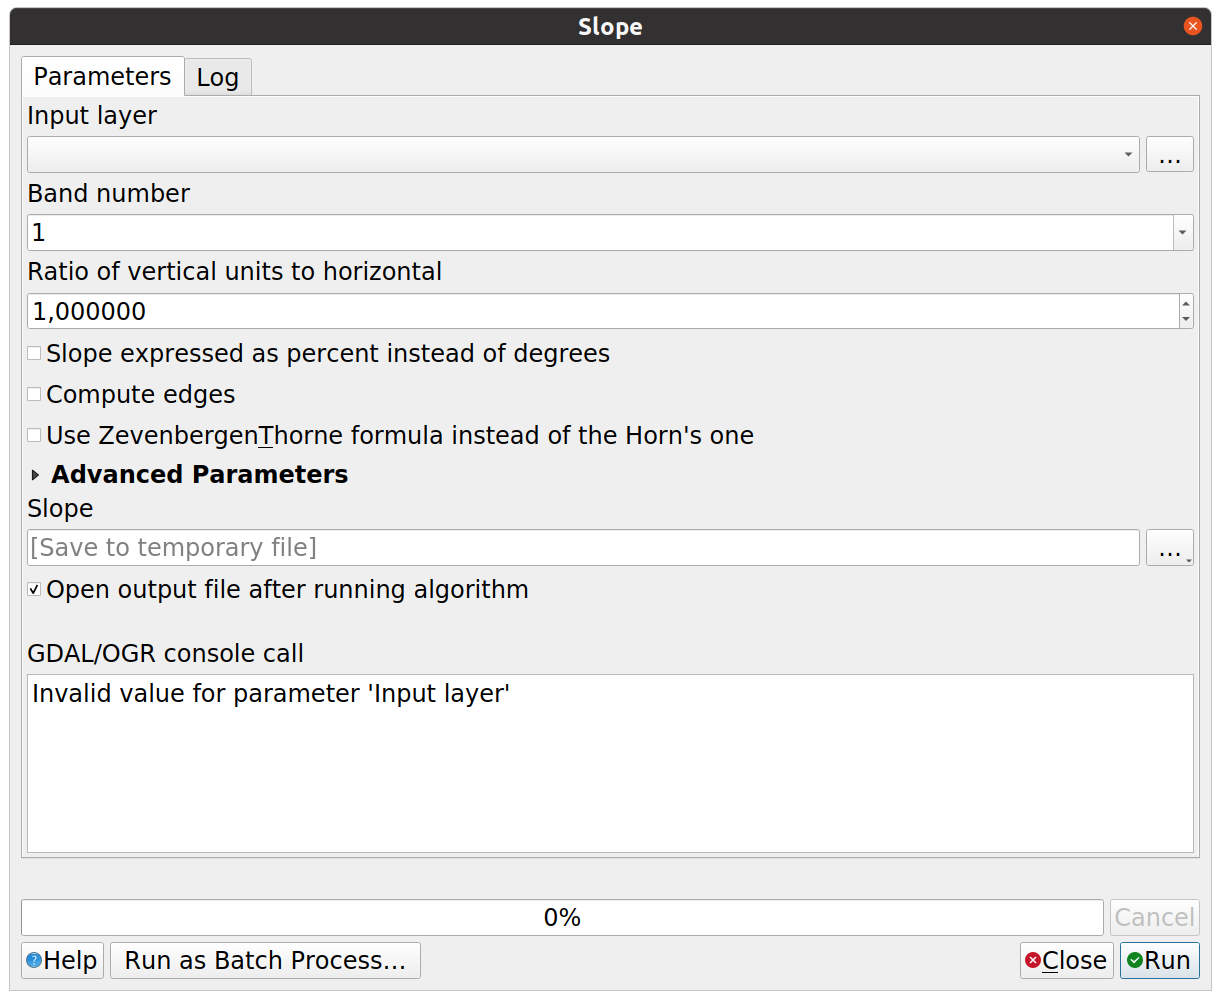 Slope
Parameters Log
Input layer
...
Band number
1
Ratio of vertical units to horizontal
1,000000
Slope expressed as percent instead of degrees
Compute edges
Use ZevenbergenThorne formula instead of the Horn's one
Advanced Parameters
Slope
[Save to temporary file] ...
Open output file after running algorithm
GDAL/OGR console call
Invalid value for parameter 'Input layer'
0% Cancel
Help Run as Batch Process... Close Run